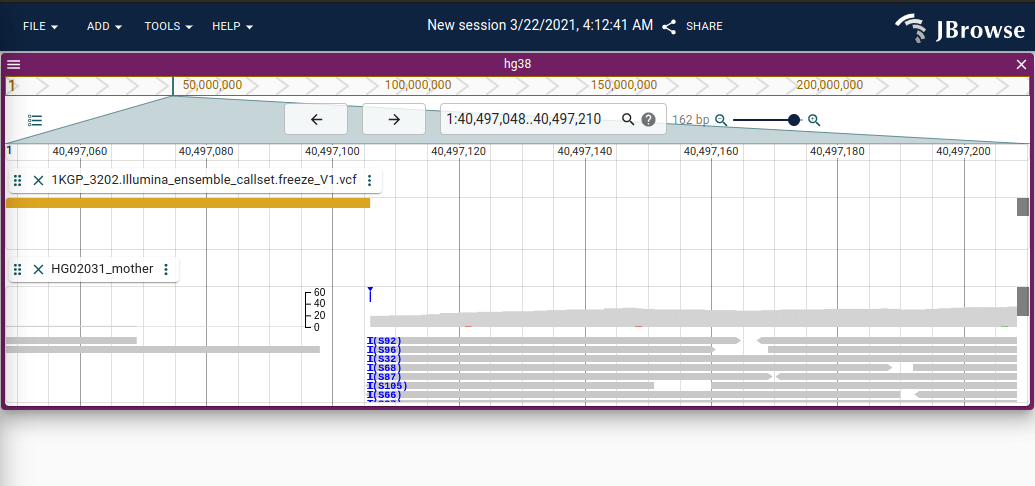 FILE ADD TOOLS HELP New session 3/22/2021, 4:12:41 AM SHARE JBrowse
hg38
1 50,000,000 100,000,000 150,000,000 200,000,000
1:40,497,048..40,497,210 162 bp
1 40,497,060 40,497,080 40,497,100 40,497,120 40,497,140 40,497,160 40,497,180 40,497,200
1KGP_3202.Illumina_ensemble_callset.freeze_V1.vcf
HG02031_mother
60
40
20
0
I(S92)
I(S96)
I(S32)
I(S68)
I(S87)
I(S105)
I(S66)